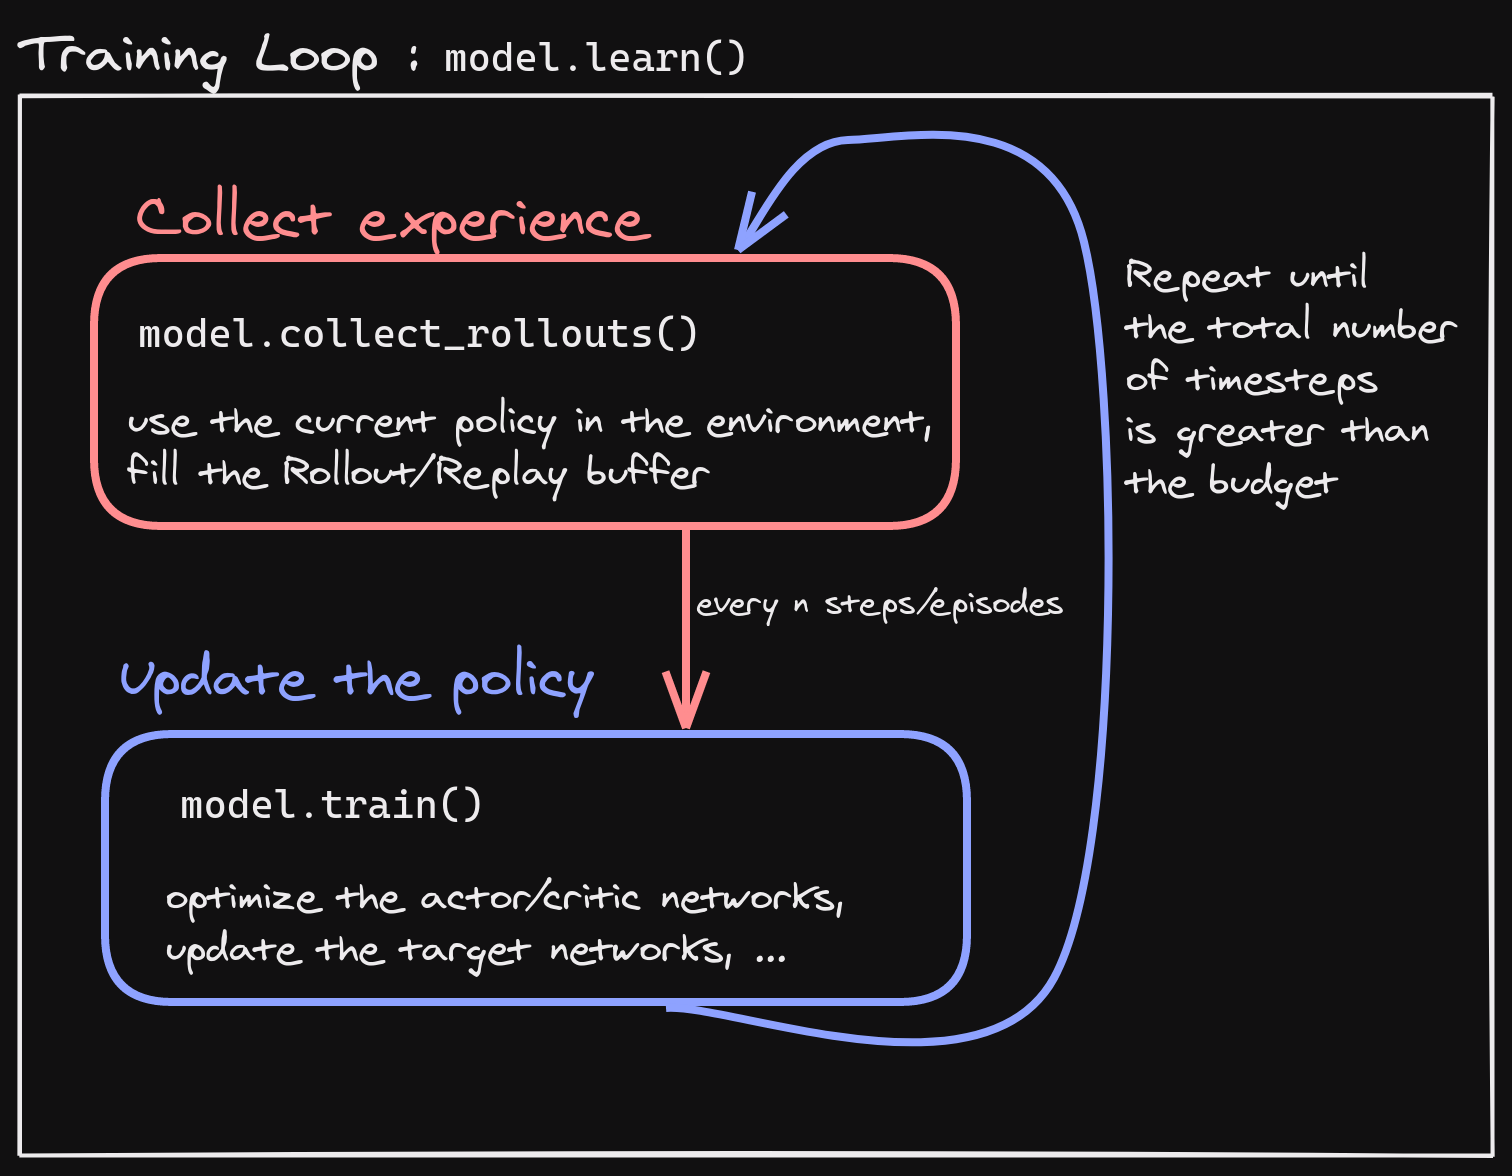 Training Loop : model.learn()
Collect experience
model.collect_rollouts()
use the current policy in the environment,
fill the Rollout/Replay buffer
Repeat until
the total number
of timesteps
is greater than
the budget
every n steps/episodes
Update the policy
model.train()
optimize the actor/critic networks,
update the target networks, ...